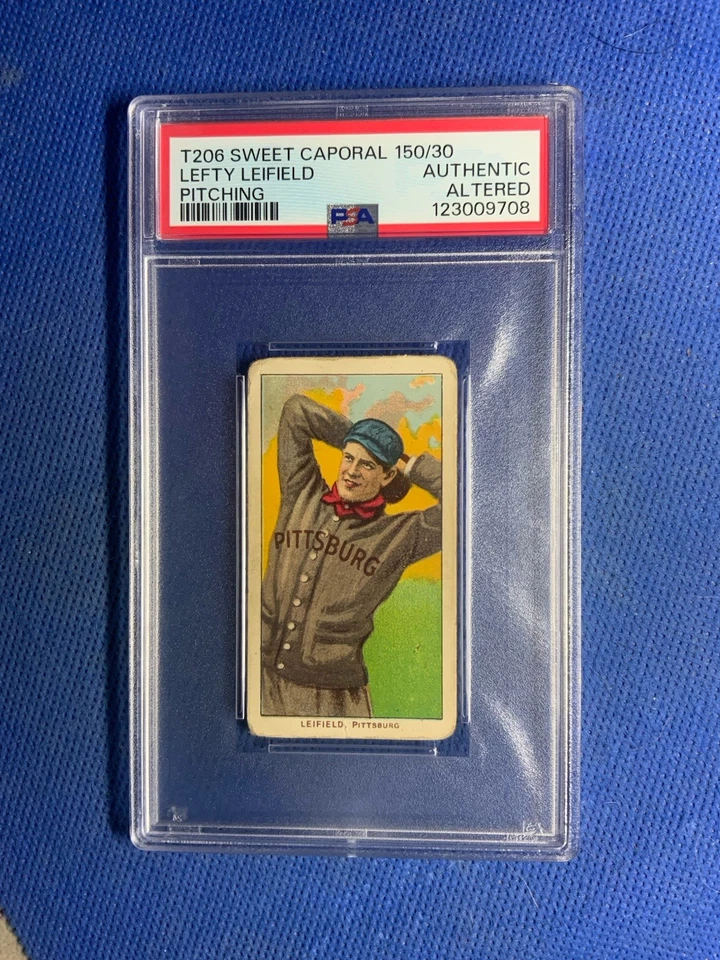 T206 SWEET CAPORAL 150/30
LEFTY LEIFIELD AUTHENTIC
PITCHING ALTERED
123009708
PSA
PITTSBURG
LEIFIELD, PITTSBURG